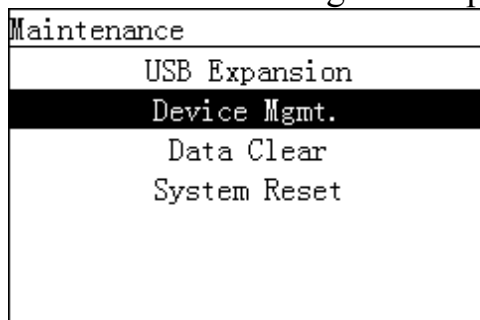 Maintenance
USB Expansion
Device Mgmt.
Data Clear
System Reset